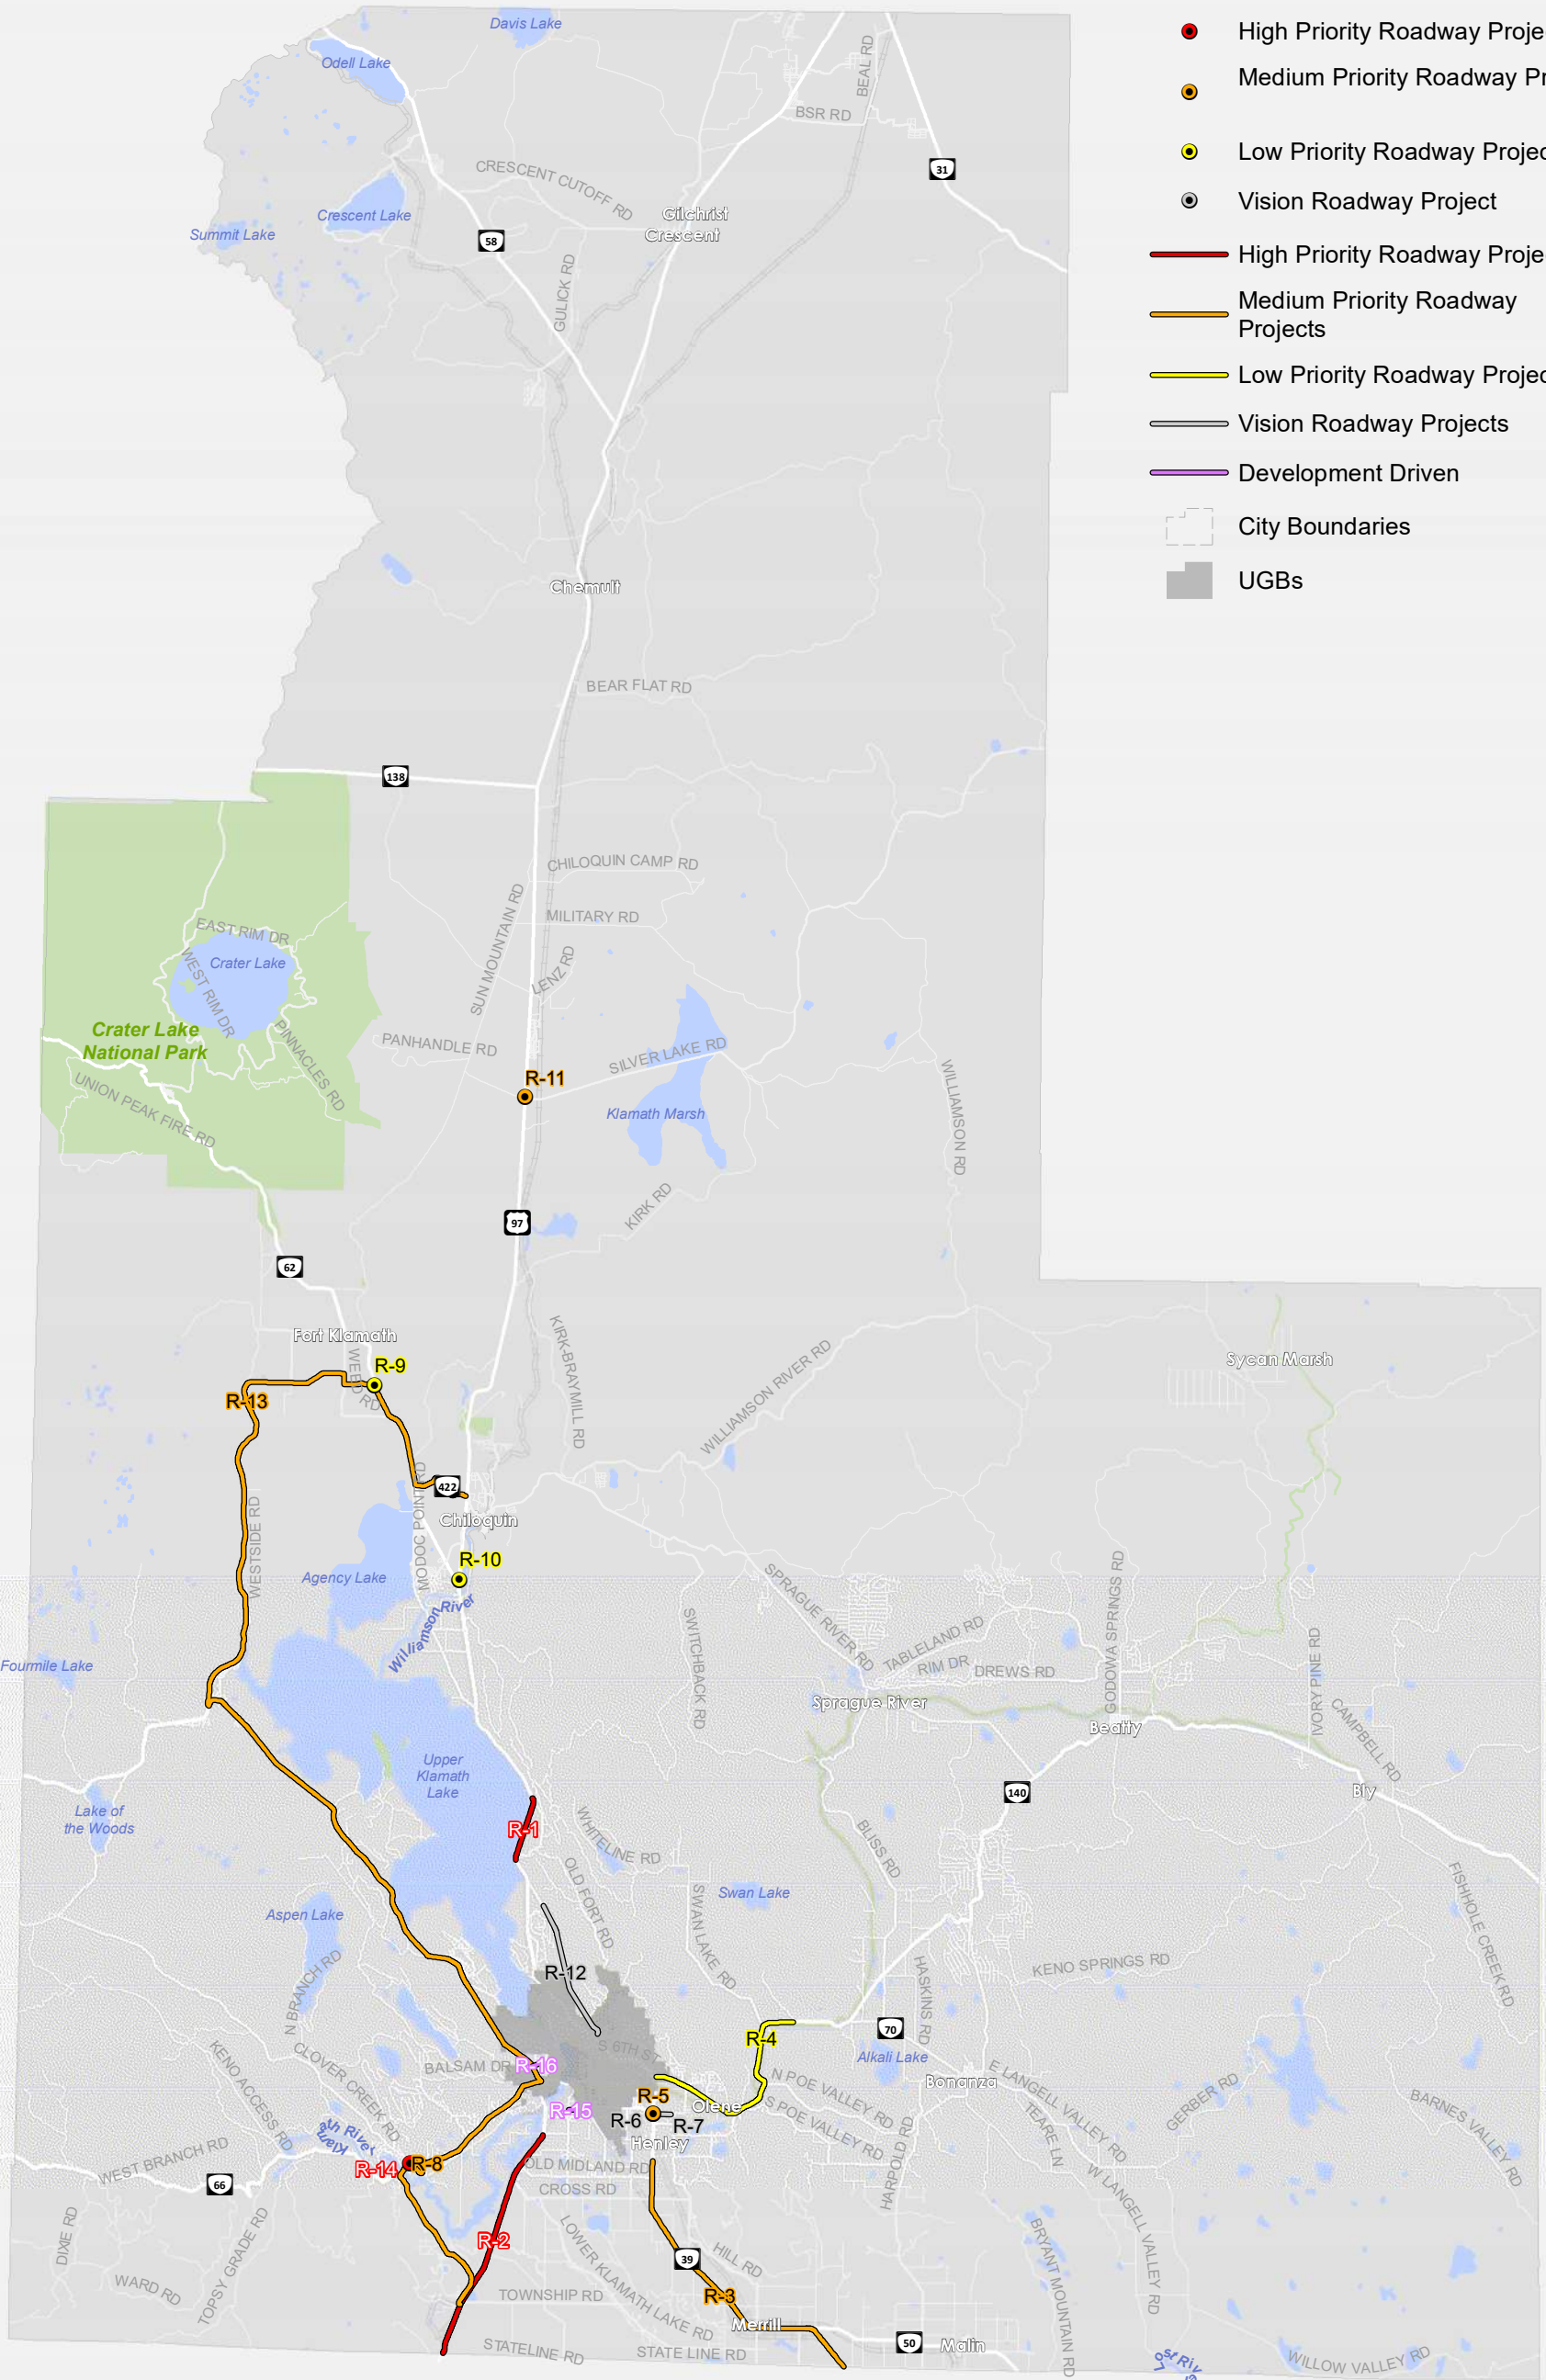 Davis Lake
Odell Lake
BEAL RD
BSR RD
31
CRESCENT CUTOFF RD
Gilchrist
Crescent
Crescent Lake
Summit Lake
58
GULICK RD
High Priority Roadway Proje
Medium Priority Roadway Pr
Low Priority Roadway Projec
Vision Roadway Project
High Priority Roadway Proje
Medium Priority Roadway
Projects
Low Priority Roadway Projec
Vision Roadway Projects
Development Driven
City Boundaries
UGBs
Chemult
BEAR FLAT RD
138
CHILOQUIN CAMP RD
MILITARY RD
SUN MOUNTAIN RD
LENZ RD
EAST RIM DR
Crater Lake
WEST RIM DR
PINNACLES RD
Crater Lake
National Park
UNION PEAK FIRE RD
PANHANDLE RD
SILVER LAKE RD
R-11
Klamath Marsh
WILLIAMSON RD
KIRK RD
97
62
Fort Klamath
WEED RD
R-9
R-13
KIRK-BRAYMILL RD
WILLIAMSON RIVER RD
Sycan Marsh
422
Chiloquin
MODOC POINT RD
WESTSIDE RD
Agency Lake
R-10
Williamson River
Fourmile Lake
SWITCHBACK RD
SPRAGUE RIVER RD
TABLELAND RD
RIM DR
DREWS RD
GODOWA SPRINGS RD
IVORY PINE RD
CAMPBELL RD
Sprague River
Beatty
Bly
140
Upper
Klamath
Lake
Lake of
the Woods
R-1
WHITELINE RD
OLD FORT RD
BLISS RD
Swan Lake
SWAN LAKE RD
FISHHOLE CREEK RD
Aspen Lake
N BRANCH RD
R-12
KENO SPRINGS RD
HASKINS RD
70
R-4
Alkali Lake
Bonanza
KENO ACCESS RD
CLOVER CREEK RD
BALSAM DR
R-16
S 6TH ST
R-15
R-5
R-6
R-7
Olene
Henley
N POE VALLEY RD
S POE VALLEY RD
E LANGELL VALLEY RD
TEARE LN
GERBER RD
BARNES VALLEY RD
HARPOLD RD
W LANGELL VALLEY RD
Klamath River
WEST BRANCH RD
R-14
R-8
66
OLD MIDLAND RD
CROSS RD
R-2
DIXIE RD
WARD RD
TOPSY GRADE RD
LOWER KLAMATH LAKE RD
39
HILL RD
R-3
TOWNSHIP RD
Merrill
50
Malin
BRYANT MOUNTAIN RD
STATELINE RD
STATE LINE RD
Lost Riv
WILLOW VALLEY RD